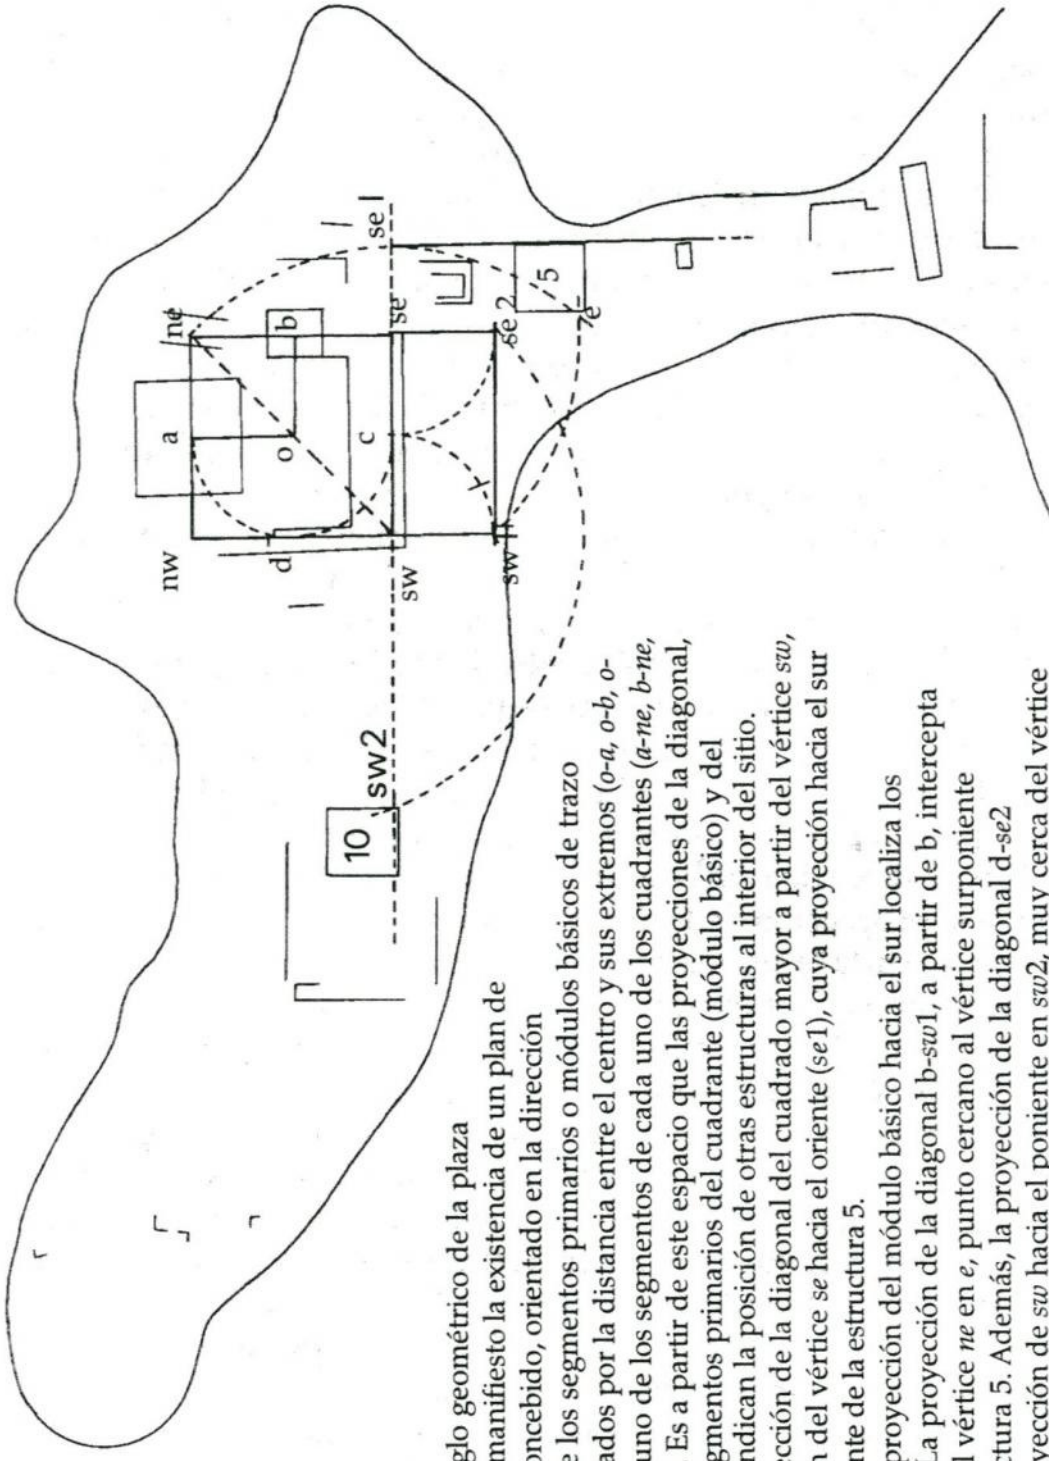 glo geométrico de la plaza
manifiesto la existencia de un plan de
oncebido, orientado en la dirección
e los segmentos primarios o módulos básicos de trazo
ados por la distancia entre el centro y sus extremos (o-a, o-b, o-
uno de los segmentos de cada uno de los cuadrantes (a-ne, b-ne,
Es a partir de este espacio que las proyecciones de la diagonal,
gmentos primarios del cuadrante (módulo básico) y del
ndican la posición de otras estructuras al interior del sitio.
cción de la diagonal del cuadrado mayor a partir del vértice sw,
n del vértice se hacia el oriente (se1), cuya proyección hacia el sur
nte de la estructura 5.
proyección del módulo básico hacia el sur localiza los
La proyección de la diagonal b-sw1, a partir de b, intercepta
l vértice ne en e, punto cercano al vértice surponiente
ctura 5. Además, la proyección de la diagonal d-se2
yección de sw hacia el poniente en sw2, muy cerca del vértice
nw
a
ne
d
o
b
c
sw
se
se 1
sw
se 2
e
5
10
sw2